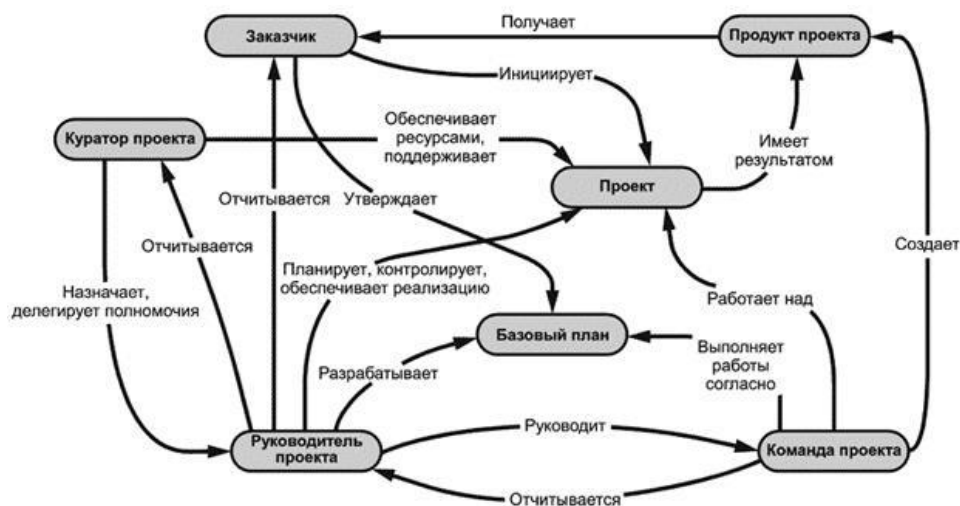 Получает
Заказчик
Продукт проекта
Инициирует
Куратор проекта
Обеспечивает
ресурсами,
поддерживает
Имеет
результатом
Проект
Отчитывается
Утверждает
Отчитывается
Создает
Планирует, контролирует,
обеспечивает реализацию
Назначает,
делегирует полномочия
Работает над
Базовый план
Выполняет
работы
согласно
Разрабатывает
Руководитель
проекта
Руководит
Команда проекта
Отчитывается